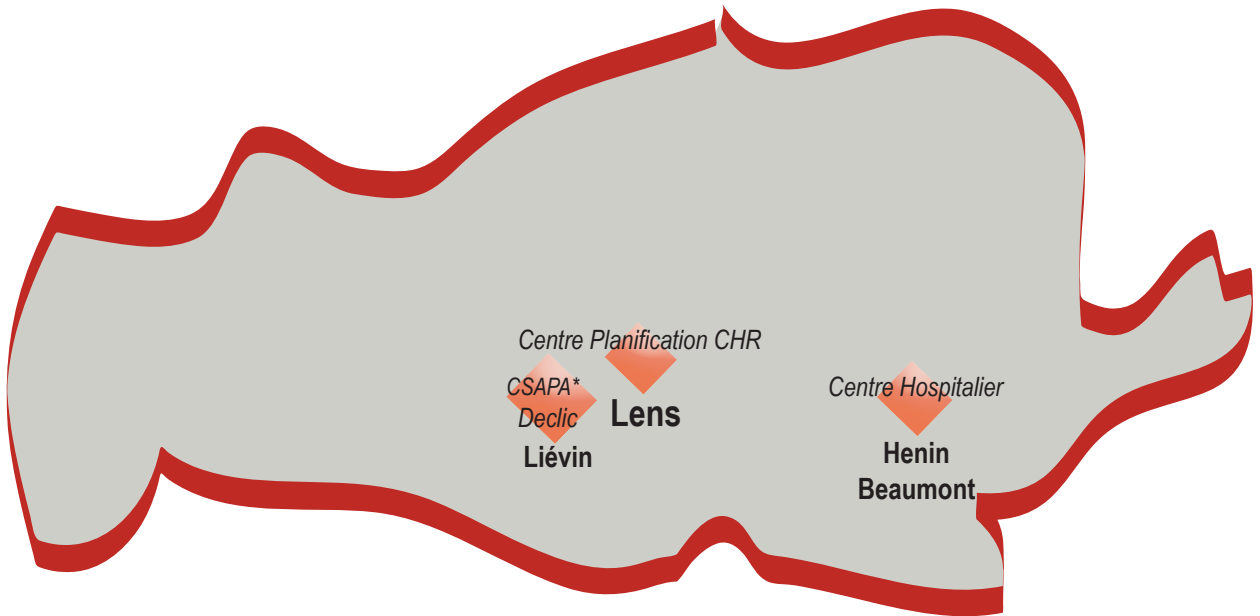 Centre Planification CHR
CSAPA*
Declic
Liévin
Lens
Centre Hospitalier
Henin
Beaumont